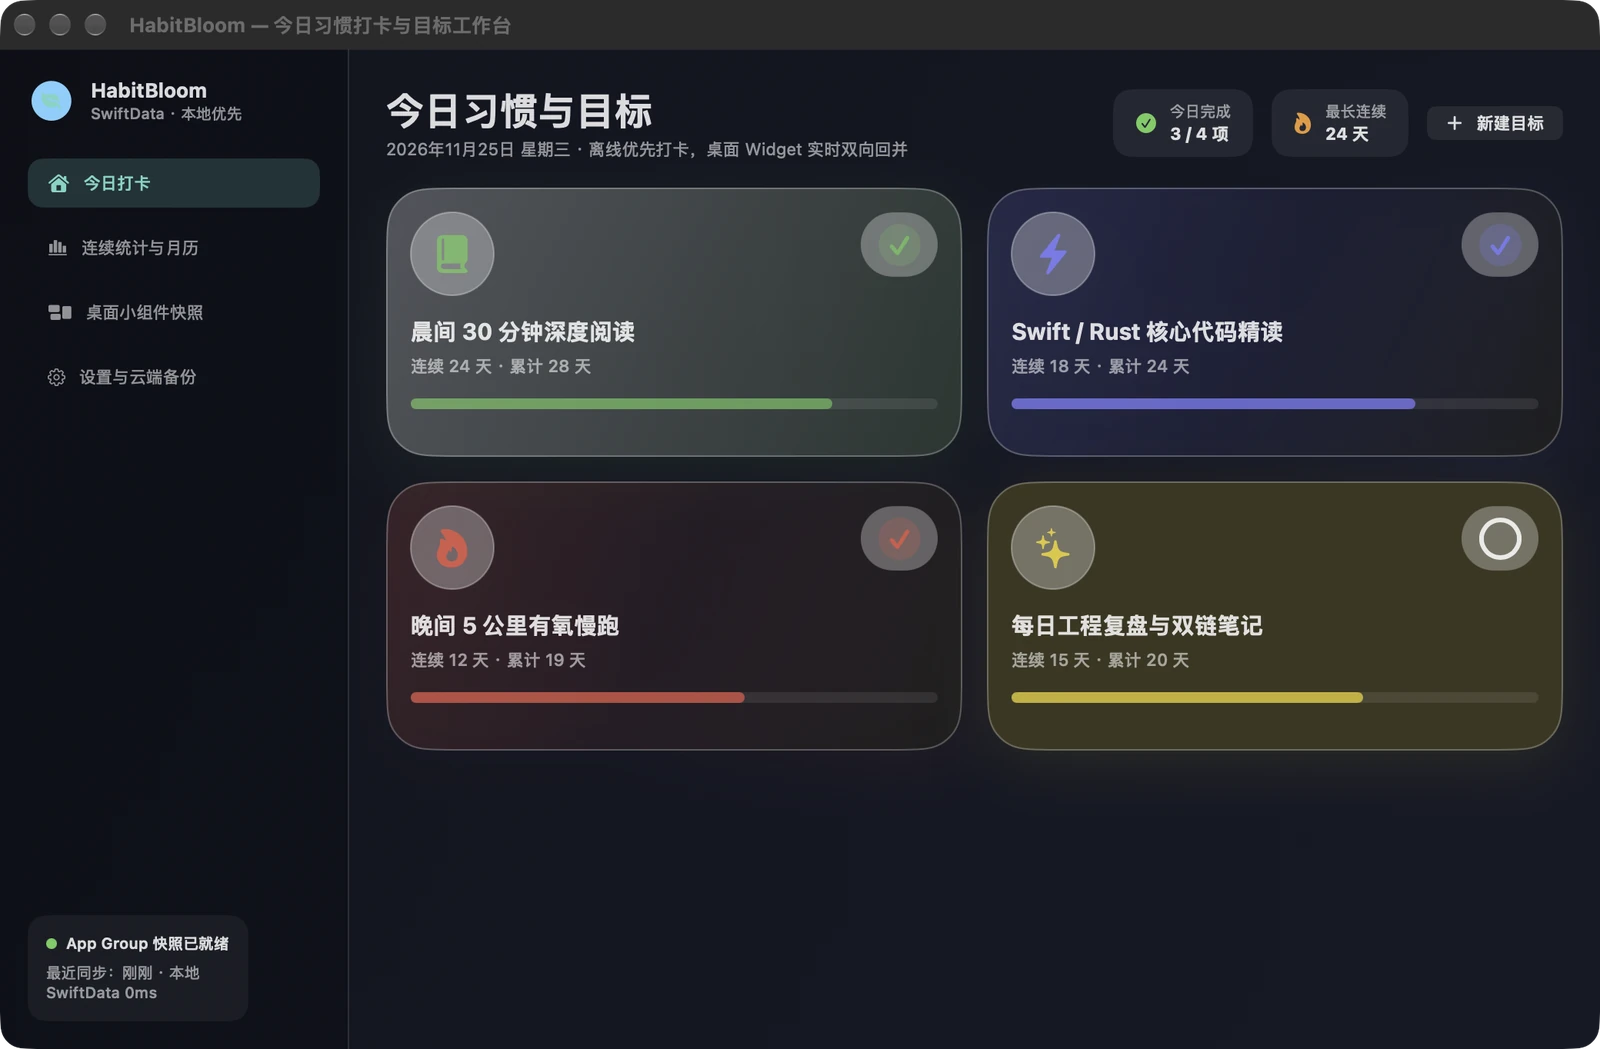 HabitBloom — 今日习惯打卡与目标工作台
HabitBloom
SwiftData · 本地优先
今日打卡
连续统计与月历
桌面小组件快照
设置与云端备份
App Group 快照已就绪
最近同步：刚刚 · 本地
SwiftData 0ms
今日习惯与目标
2026年11月25日 星期三 · 离线优先打卡，桌面 Widget 实时双向回并
今日完成
3 / 4 项
最长连续
24 天
新建目标
晨间 30 分钟深度阅读
连续 24 天 · 累计 28 天
Swift / Rust 核心代码精读
连续 18 天 · 累计 24 天
晚间 5 公里有氧慢跑
连续 12 天 · 累计 19 天
每日工程复盘与双链笔记
连续 15 天 · 累计 20 天